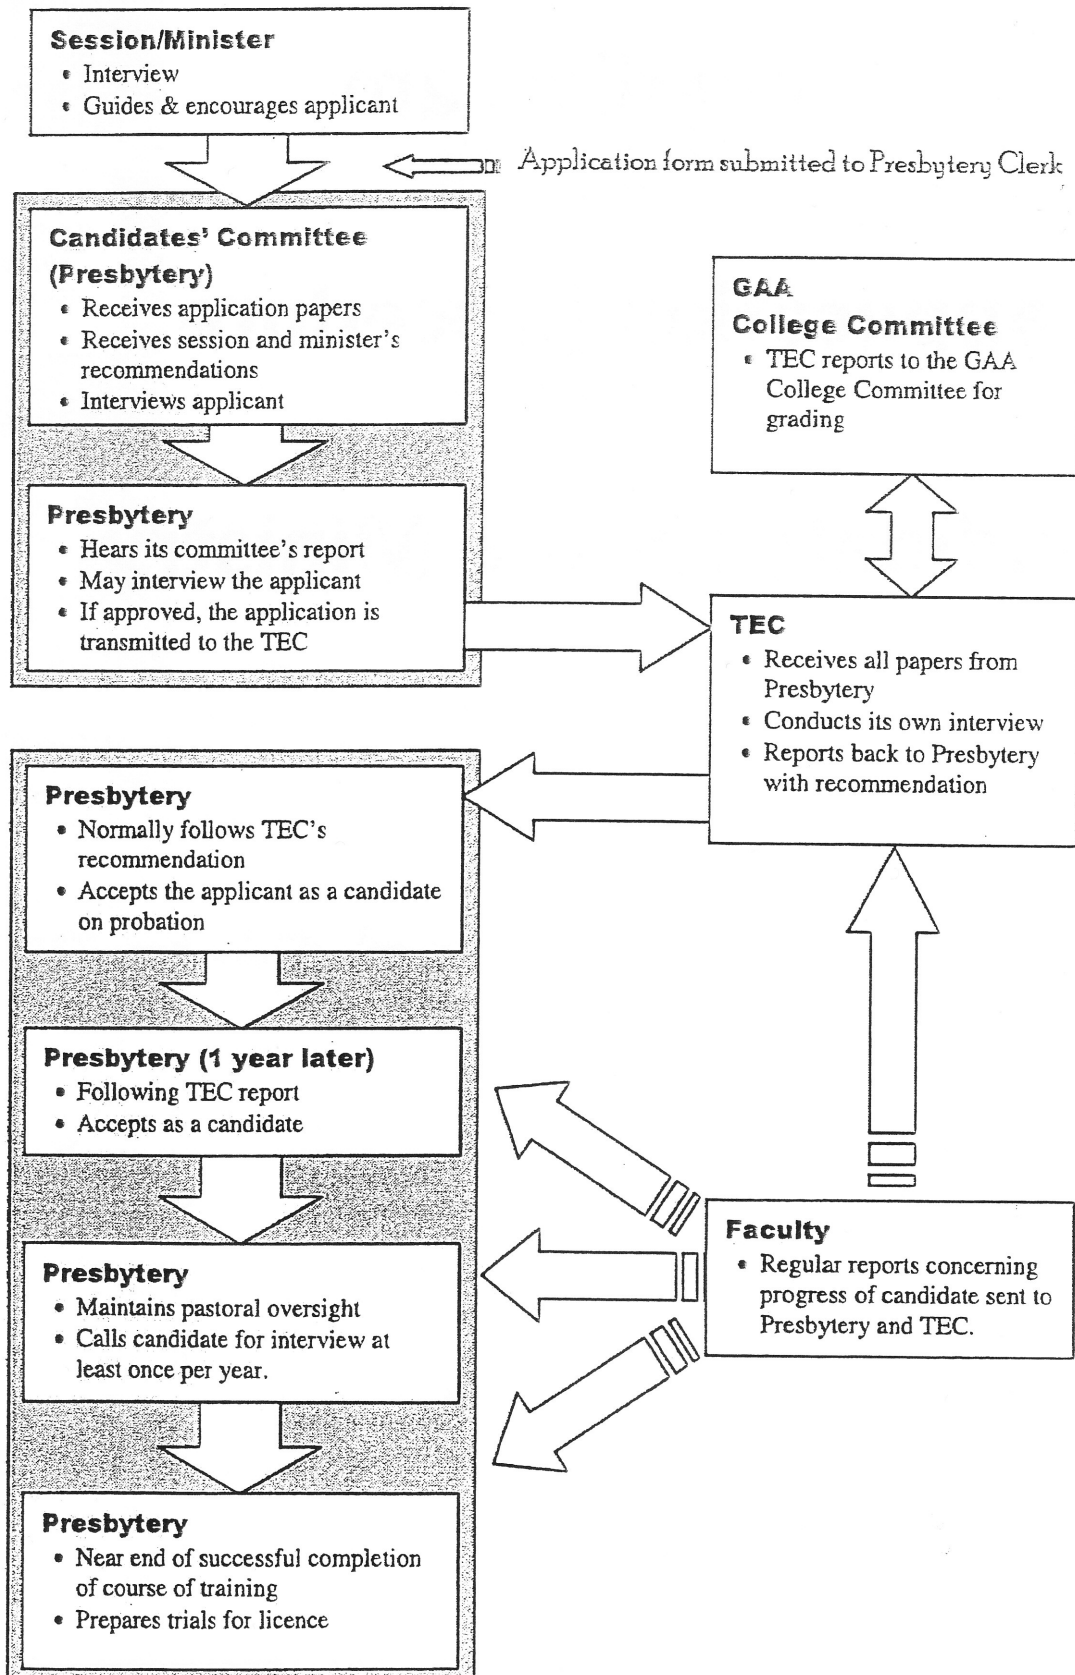 Session/Minister
• Interview
• Guides & encourages applicant
Application form submitted to Presbytery Clerk
Candidates' Committee
(Presbytery)
• Receives application papers
• Receives session and minister's
recommendations
• Interviews applicant
GAA
College Committee
• TEC reports to the GAA
College Committee for
grading
Presbytery
• Hears its committee's report
• May interview the applicant
• If approved, the application is
transmitted to the TEC
TEC
• Receives all papers from
Presbytery
• Conducts its own interview
• Reports back to Presbytery
with recommendation
Presbytery
• Normally follows TEC's
recommendation
• Accepts the applicant as a candidate
on probation
Presbytery (1 year later)
• Following TEC report
• Accepts as a candidate
Faculty
• Regular reports concerning
progress of candidate sent to
Presbytery and TEC.
Presbytery
• Maintains pastoral oversight
• Calls candidate for interview at
least once per year.
Presbytery
• Near end of successful completion
of course of training
• Prepares trials for licence